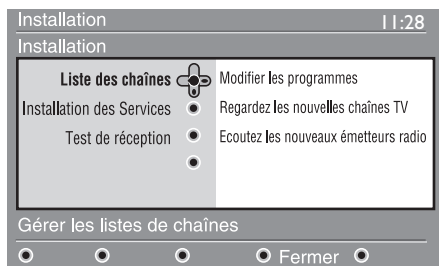 Installation 11:28
Installation
Liste des chaînes Modifier les programmes
Installation des Services Regardez les nouvelles chaînes TV
Test de réception Ecoutez les nouveaux émetteurs radio
Gérer les listes de chaînes
Fermer